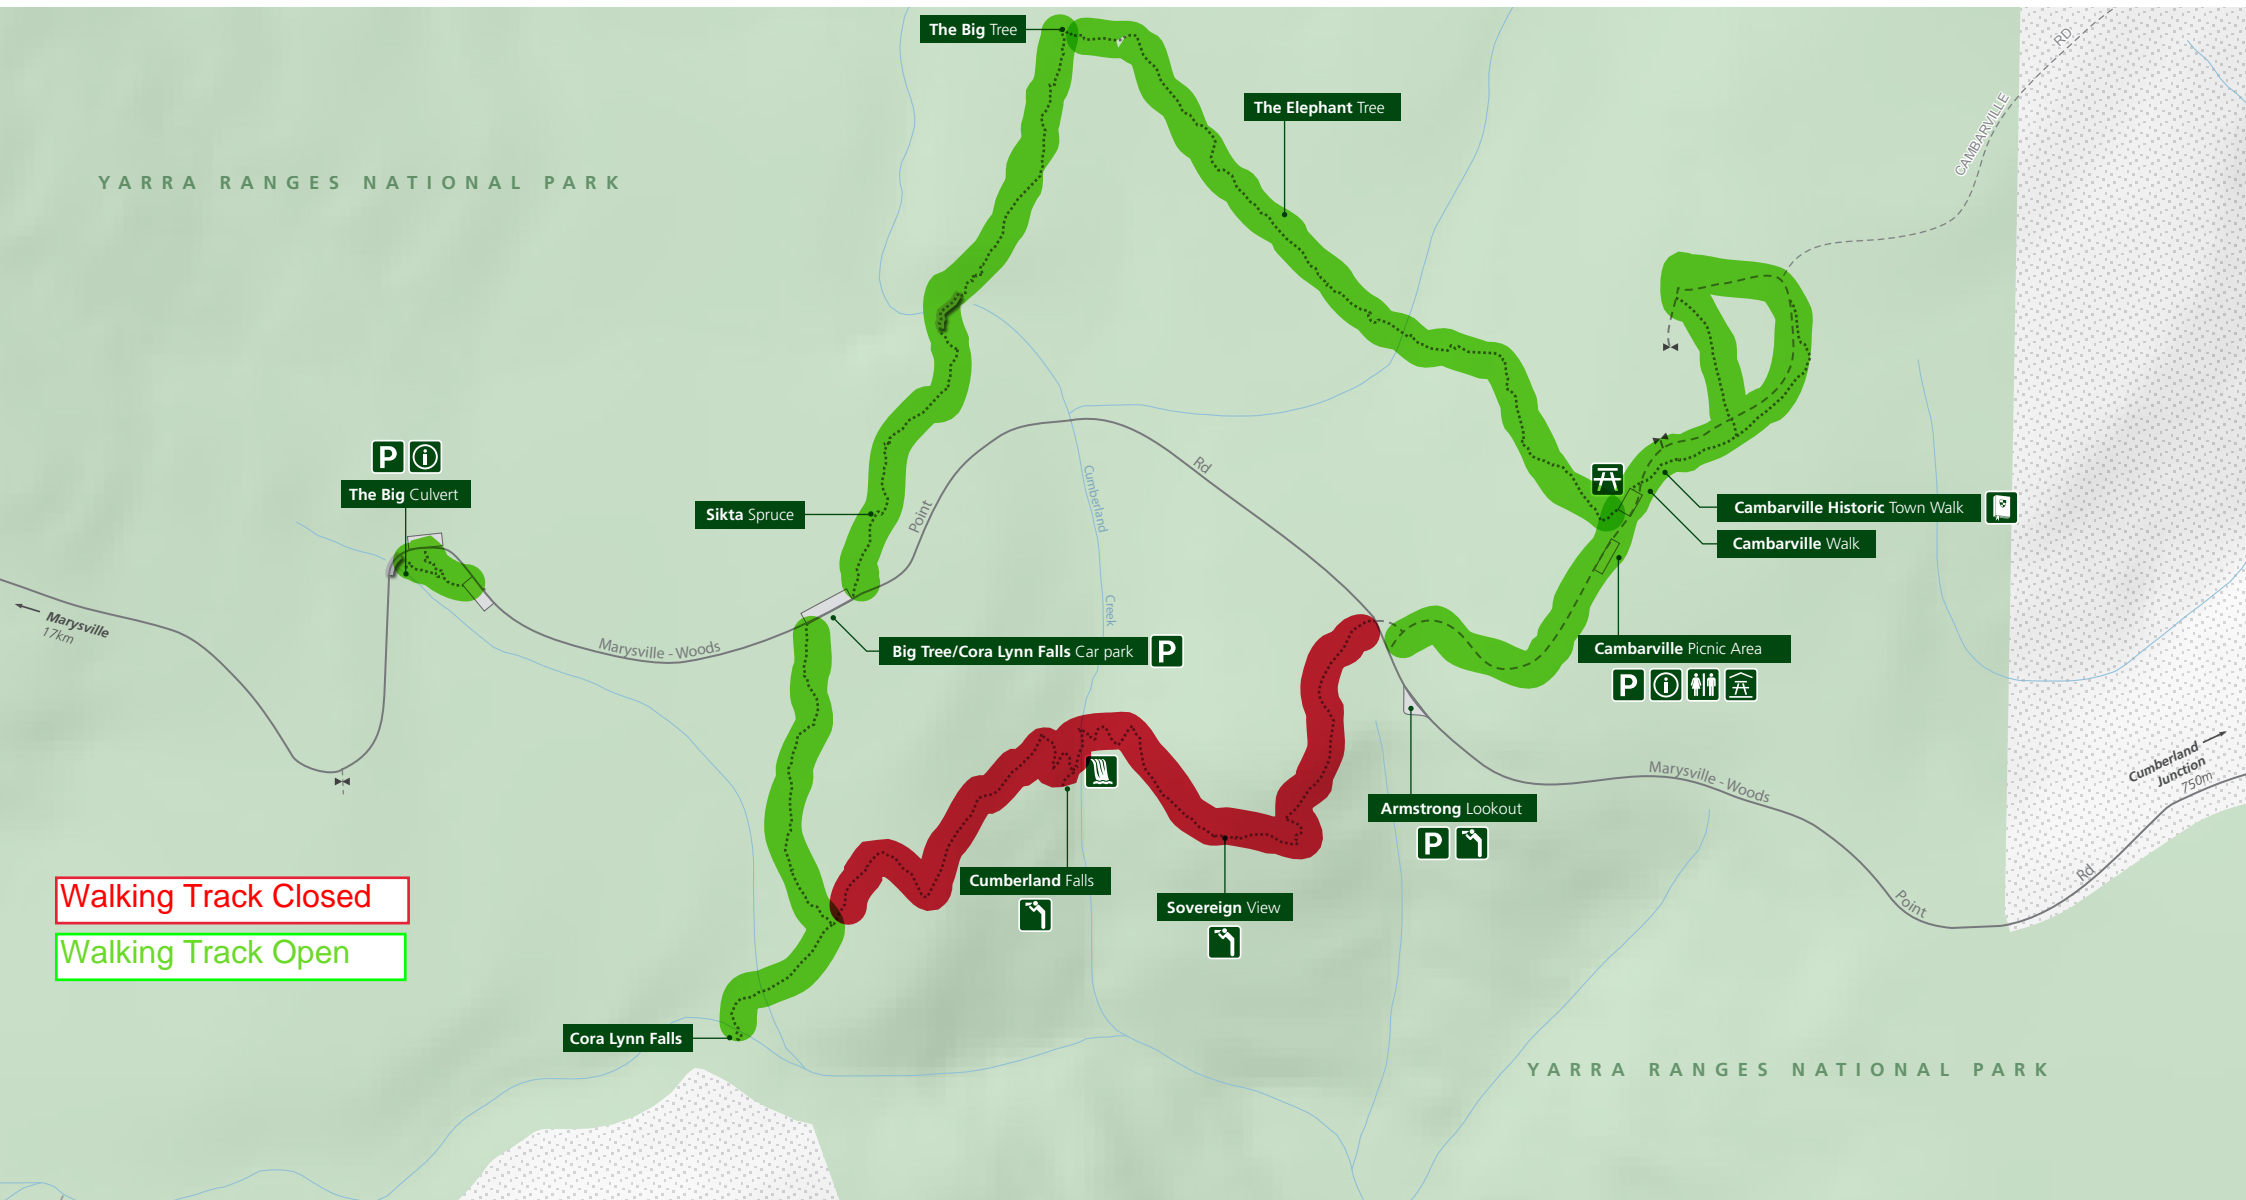 The Big Tree
RD
The Elephant Tree
CAMBARVILLE
YARRA RANGES NATIONAL PARK
P
i
The Big Culvert
Rd
Cumberland
Sikta Spruce
Point
Cambarville Historic Town Walk
Cambarville Walk
Marysville
17km
Creek
Marysville - Woods
Big Tree/Cora Lynn Falls Car park
P
Cambarville Picnic Area
P
i
Cumberland
Junction
750m
Marysville - Woods
Armstrong Lookout
P
Cumberland Falls
Sovereign View
Rd
Point
Walking Track Closed
Walking Track Open
Cora Lynn Falls
YARRA RANGES NATIONAL PARK